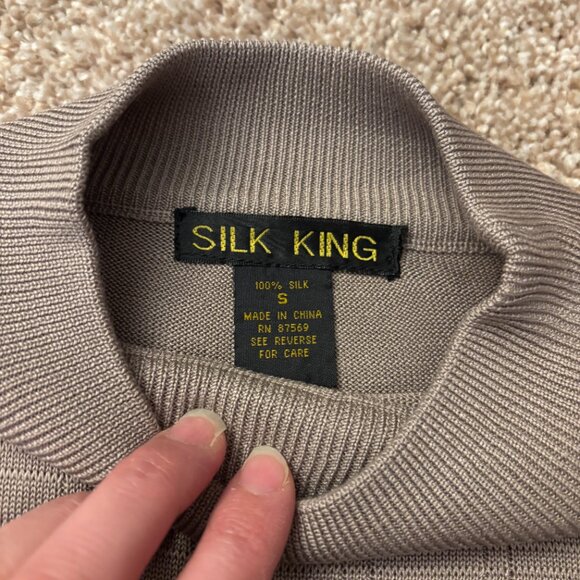 SILK KING
100% SILK
S
MADE IN CHINA
RN 87569
SEE REVERSE
FOR CARE